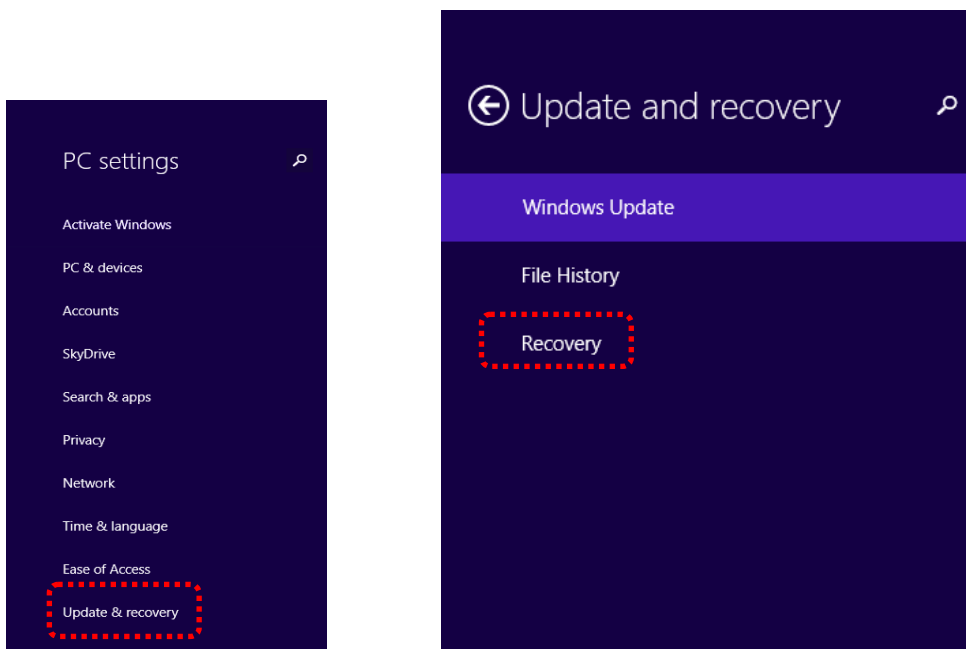 PC settings
Activate Windows
PC & devices
Accounts
SkyDrive
Search & apps
Privacy
Network
Time & language
Ease of Access
Update & recovery
Update and recovery
Windows Update
File History
Recovery